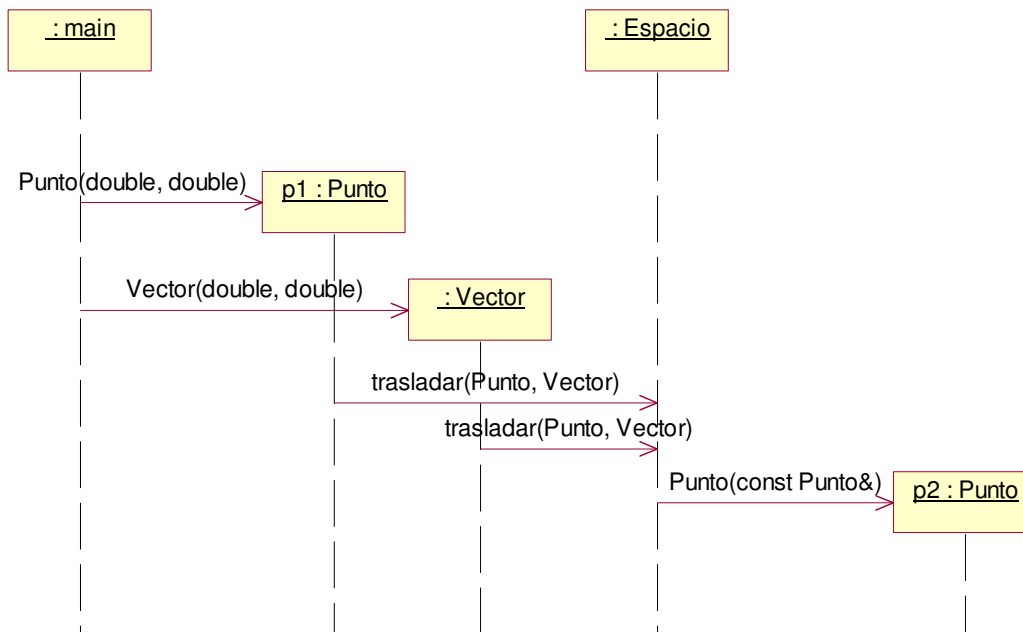 : main
: Espacio
Punto(double, double)
p1 : Punto
Vector(double, double)
: Vector
trasladar(Punto, Vector)
trasladar(Punto, Vector)
Punto(const Punto&)
p2 : Punto